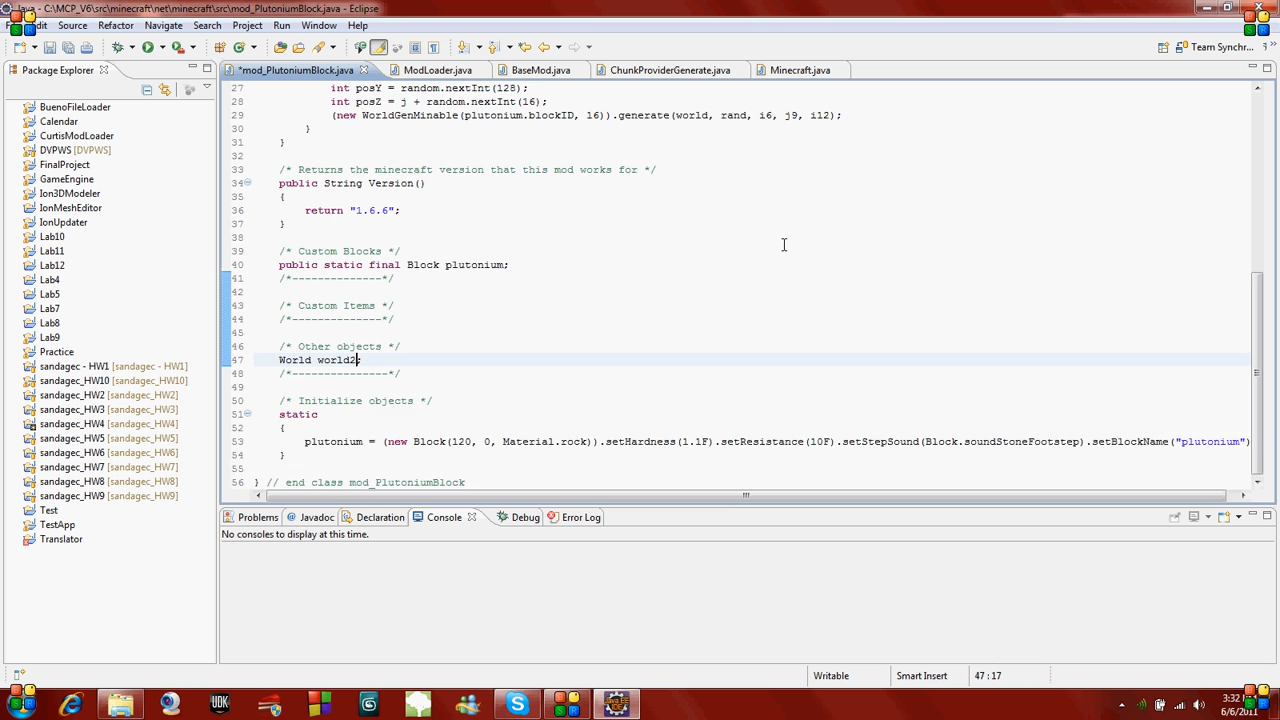 Java - C:\MCP_V6\src\minecraft\net\minecraft\src\mod_PlutoniumBlock.java - Eclipse
Edit Source Refactor Navigate Search Project Run Window Help
Team Synchr...
Package Explorer
*mod_PlutoniumBlock.java ModLoader.java BaseMod.java ChunkProviderGenerate.java Minecraft.java
BuenoFileLoader
Calendar
CurtisModLoader
DVPWS [DVPWS]
FinalProject
GameEngine
Ion3DModeler
IonMeshEditor
IonUpdater
Lab10
Lab11
Lab12
Lab4
Lab5
Lab7
Lab8
Lab9
Practice
sandagec - HW1 [sandagec - HW1]
sandagec_HW10 [sandagec_HW10]
sandagec_HW2 [sandagec_HW2]
sandagec_HW3 [sandagec_HW3]
sandagec_HW4 [sandagec_HW4]
sandagec_HW5 [sandagec_HW5]
sandagec_HW6 [sandagec_HW6]
sandagec_HW7 [sandagec_HW7]
sandagec_HW8 [sandagec_HW8]
sandagec_HW9 [sandagec_HW9]
Test
TestApp
Translator
27 int posY = random.nextInt(128);
28 int posZ = j + random.nextInt(16);
29 (new WorldGenMinable(plutonium.blockID, 16)).generate(world, rand, i6, j9, i12);
30 }
31 }
32
33 /* Returns the minecraft version that this mod works for */
34 public String Version()
35 {
36 return "1.6.6";
37 }
38
39 /* Custom Blocks */
40 public static final Block plutonium;
41 /*--------------*/
42
43 /* Custom Items */
44 /*--------------*/
45
46 /* Other objects */
47 World world2;
48 /*---------------*/
49
50 /* Initialize objects */
51 static
52 {
53 plutonium = (new Block(120, 0, Material.rock)).setHardness(1.1F).setResistance(10F).setStepSound(Block.soundStoneFootstep).setBlockName("plutonium")
54 }
55
56 } // end class mod_PlutoniumBlock
Problems Javadoc Declaration Console Debug Error Log
No consoles to display at this time.
Writable Smart Insert 47 : 17
UDK
3:32 PM
6/6/2011